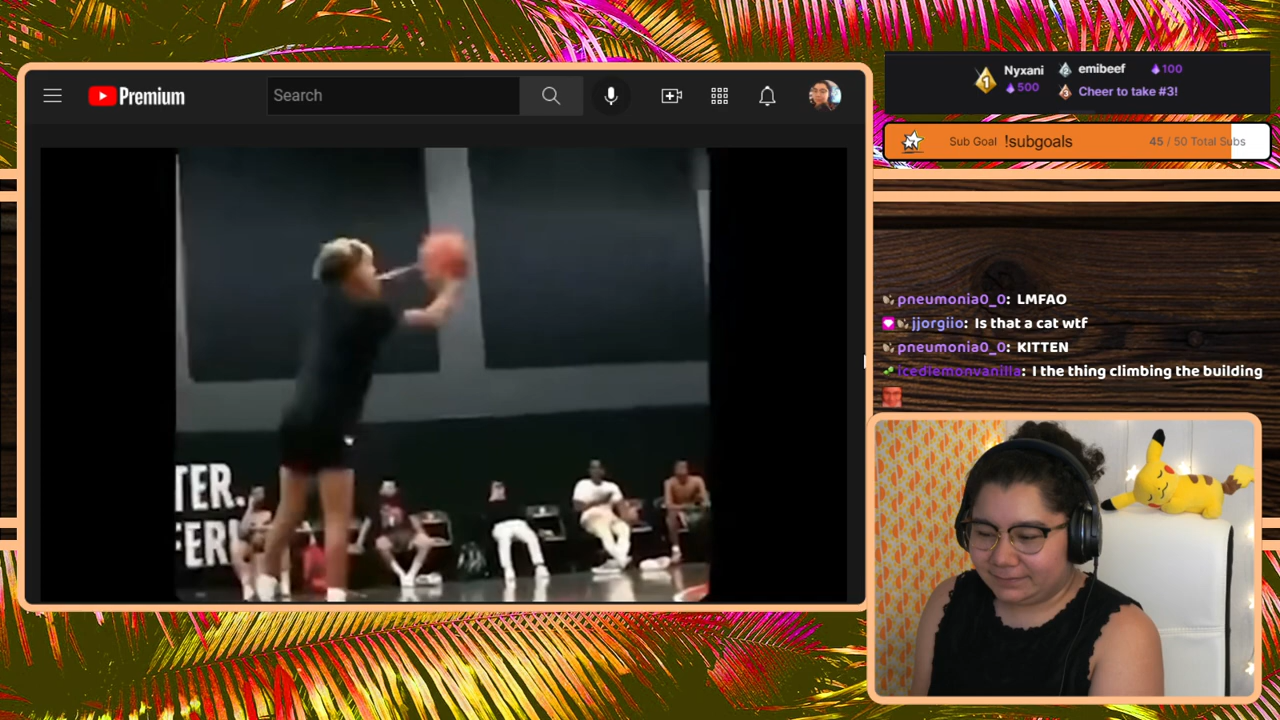 Premium
Search
TER.
FER
Nyxani
500
emibeef
100
Cheer to take #3!
Sub Goal !subgoals
45 / 50 Total Subs
pneumonia0_0: LMFAO
jjorgiio: Is that a cat wtf
pneumonia0_0: KITTEN
icedlemonvanilla: I the thing climbing the building